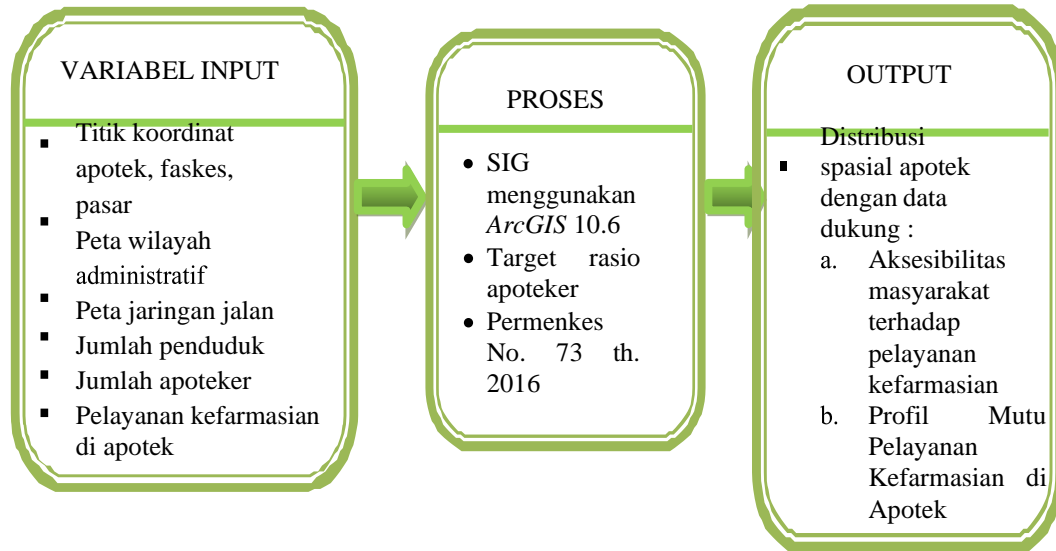 VARIABEL INPUT
▪ Titik koordinat
apotek, faskes,
pasar
▪ Peta wilayah
administratif
▪ Peta jaringan jalan
▪ Jumlah penduduk
▪ Jumlah apoteker
▪ Pelayanan kefarmasian
di apotek
PROSES
• SIG
menggunakan
ArcGIS 10.6
• Target rasio
apoteker
• Permenkes
No. 73 th.
2016
OUTPUT
Distribusi
▪ spasial apotek
dengan data
dukung :
a. Aksesibilitas
masyarakat
terhadap
pelayanan
kefarmasian
b. Profil Mutu
Pelayanan
Kefarmasian di
Apotek